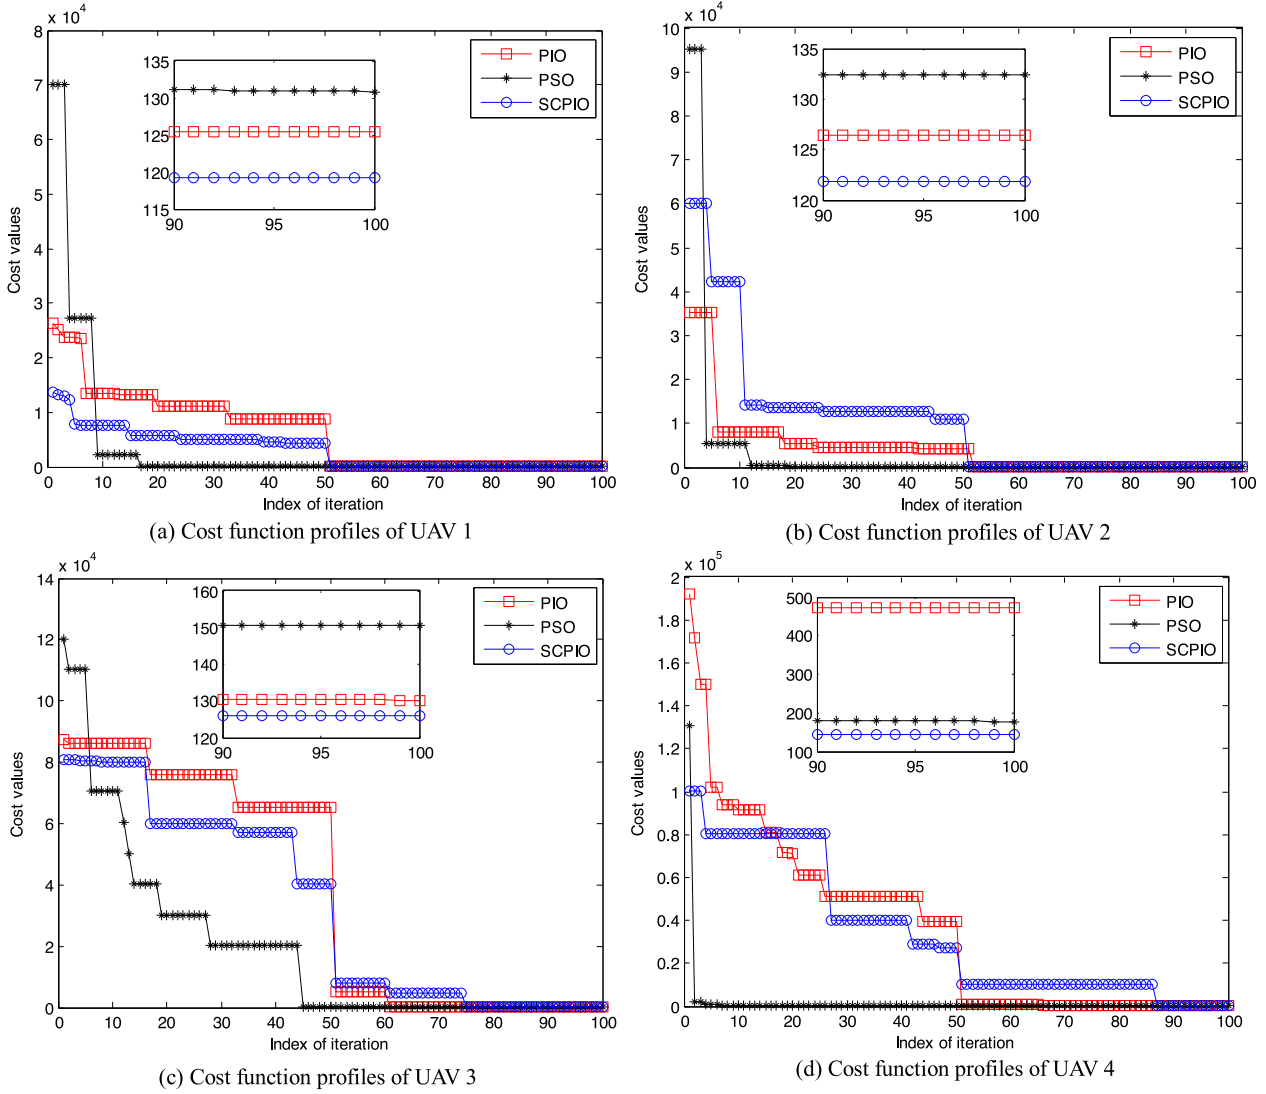 x 10^4
8
7
6
5
4
3
2
1
0
Cost values
0 10 20 30 40 50 60 70 80 90 100
Index of iteration
PIO
PSO
SCPIO
135
131
125
120
115
90 95 100
(a) Cost function profiles of UAV 1
x 10^4
10
9
8
7
6
5
4
3
2
1
0
Cost values
0 10 20 30 40 50 60 70 80 90 100
Index of iteration
PIO
PSO
SCPIO
135
133
125
120
90 95 100
(b) Cost function profiles of UAV 2
x 10^4
14
12
10
8
6
4
2
0
Cost values
0 10 20 30 40 50 60 70 80 90 100
Index of iteration
PIO
PSO
SCPIO
160
150
140
130
120
90 95 100
(c) Cost function profiles of UAV 3
x 10^5
2
1.8
1.6
1.4
1.2
1
0.8
0.6
0.4
0.2
0
Cost values
0 10 20 30 40 50 60 70 80 90 100
Index of iteration
PIO
PSO
SCPIO
500
400
300
200
100
90 95 100
(d) Cost function profiles of UAV 4